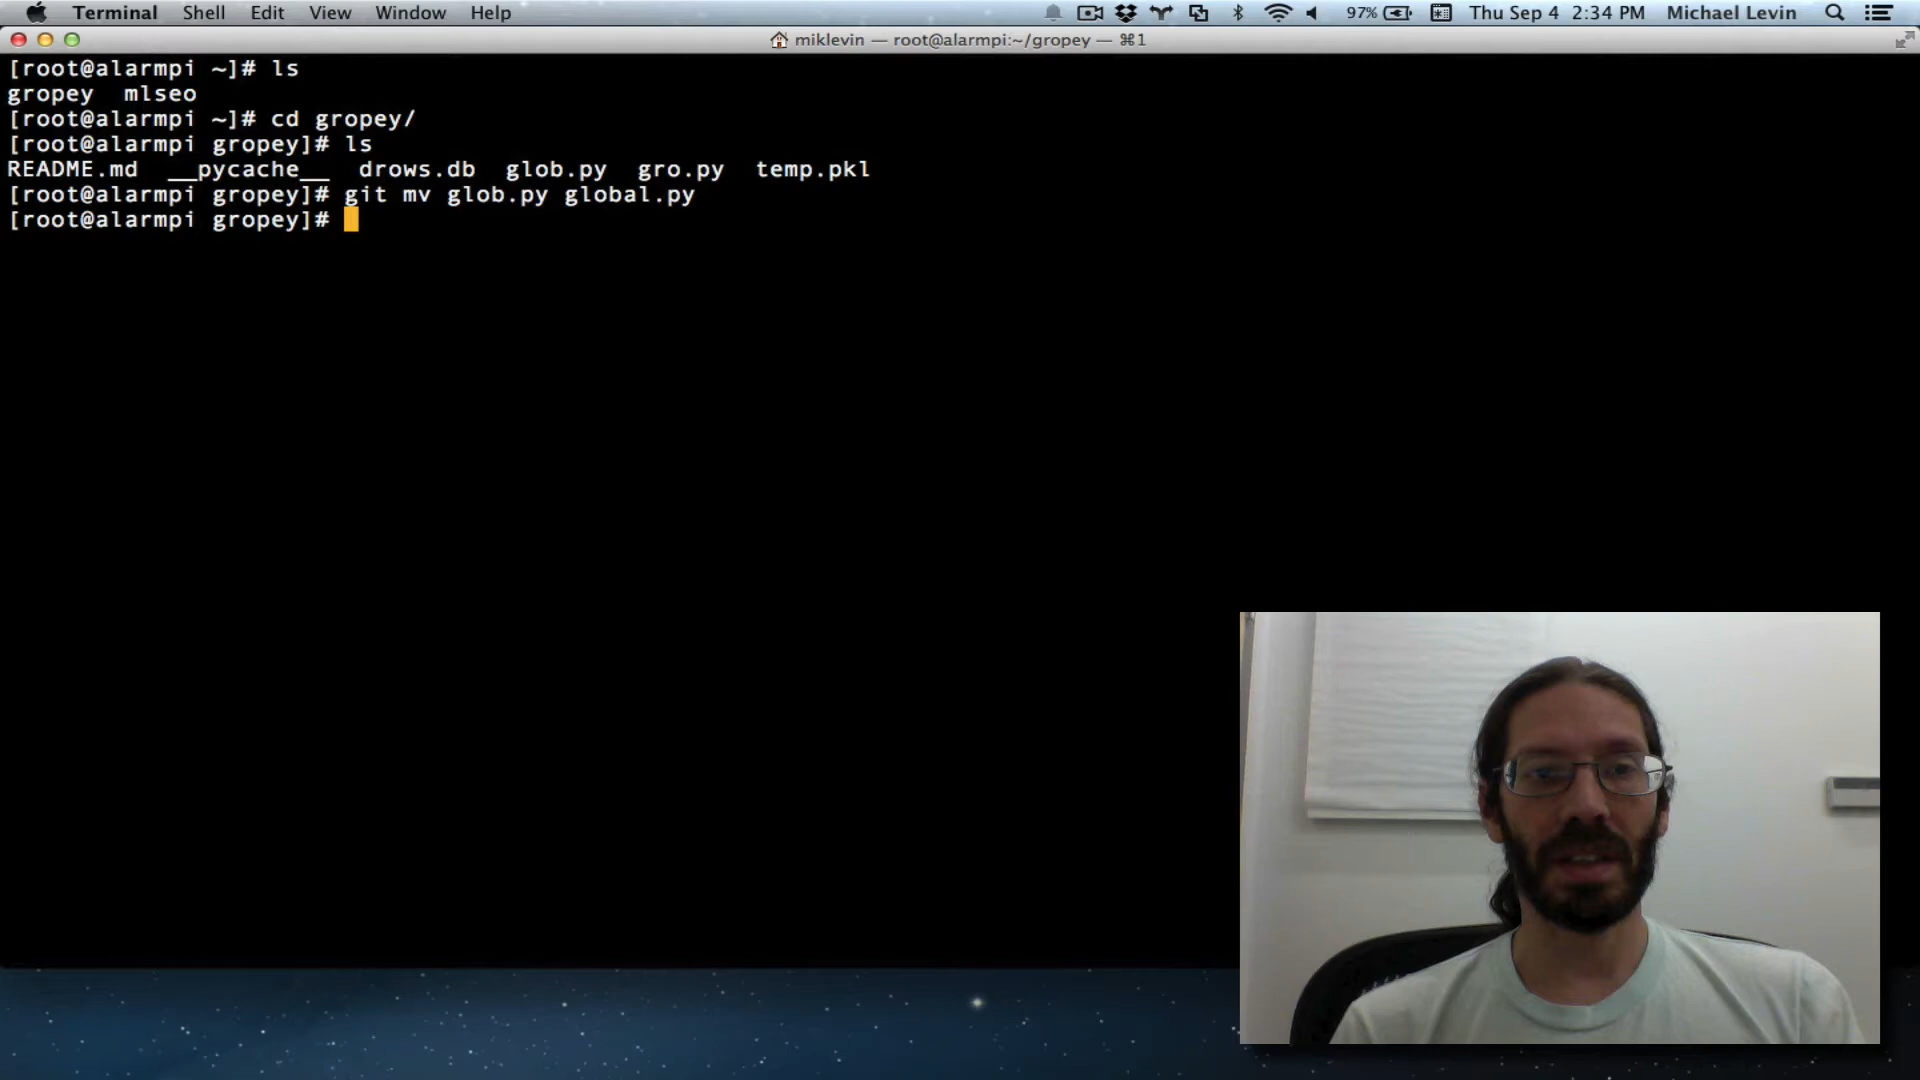 Terminal Shell Edit View Window Help 97% Thu Sep 4 2:34 PM Michael Levin
miklevin — root@alarmpi:~/gropey — ⌘1
[root@alarmpi ~]# ls
gropey mlseo
[root@alarmpi ~]# cd gropey/
[root@alarmpi gropey]# ls
README.md __pycache__ drows.db glob.py gro.py temp.pkl
[root@alarmpi gropey]# git mv glob.py global.py
[root@alarmpi gropey]#